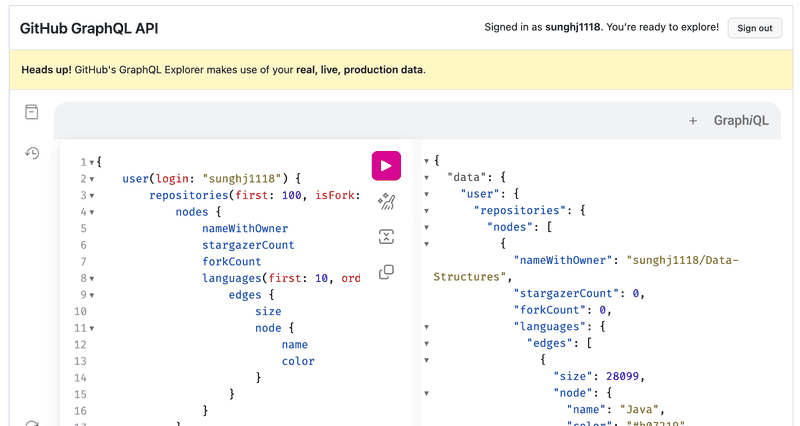 GitHub GraphQL API
Signed in as sunghj1118. You're ready to explore!
Sign out
Heads up! GitHub's GraphQL Explorer makes use of your real, live, production data.
+ GraphiQL
1 {
2 user(login: "sunghj1118") {
3 repositories(first: 100, isFork:
4 nodes {
5 nameWithOwner
6 stargazerCount
7 forkCount
8 languages(first: 10, ord
9 edges {
10 size
11 node {
12 name
13 color
14 }
15 }
16 }
17 }
{
"data": {
"user": {
"repositories": {
"nodes": [
{
"nameWithOwner": "sunghj1118/Data-
Structures",
"stargazerCount": 0,
"forkCount": 0,
"languages": {
"edges": [
{
"size": 28099,
"node": {
"name": "Java",
"color": "#b07219"